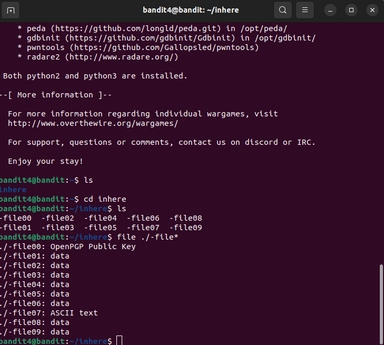 bandit4@bandit: ~/inhere
* peda (https://github.com/longld/peda.git) in /opt/peda/
* gdbinit (https://github.com/gdbinit/Gdbinit) in /opt/gdbinit/
* pwntools (https://github.com/Gallopsled/pwntools)
* radare2 (http://www.radare.org/)
Both python2 and python3 are installed.
--[ More information ]--
For more information regarding individual wargames, visit
http://www.overthewire.org/wargames/
For support, questions or comments, contact us on discord or IRC.
Enjoy your stay!
bandit4@bandit:~$ ls
inhere
bandit4@bandit:~$ cd inhere
bandit4@bandit:~/inhere$ ls
-file00 -file02 -file04 -file06 -file08
-file01 -file03 -file05 -file07 -file09
bandit4@bandit:~/inhere$ file ./-file*
./-file00: OpenPGP Public Key
./-file01: data
./-file02: data
./-file03: data
./-file04: data
./-file05: data
./-file06: data
./-file07: ASCII text
./-file08: data
./-file09: data
bandit4@bandit:~/inhere$